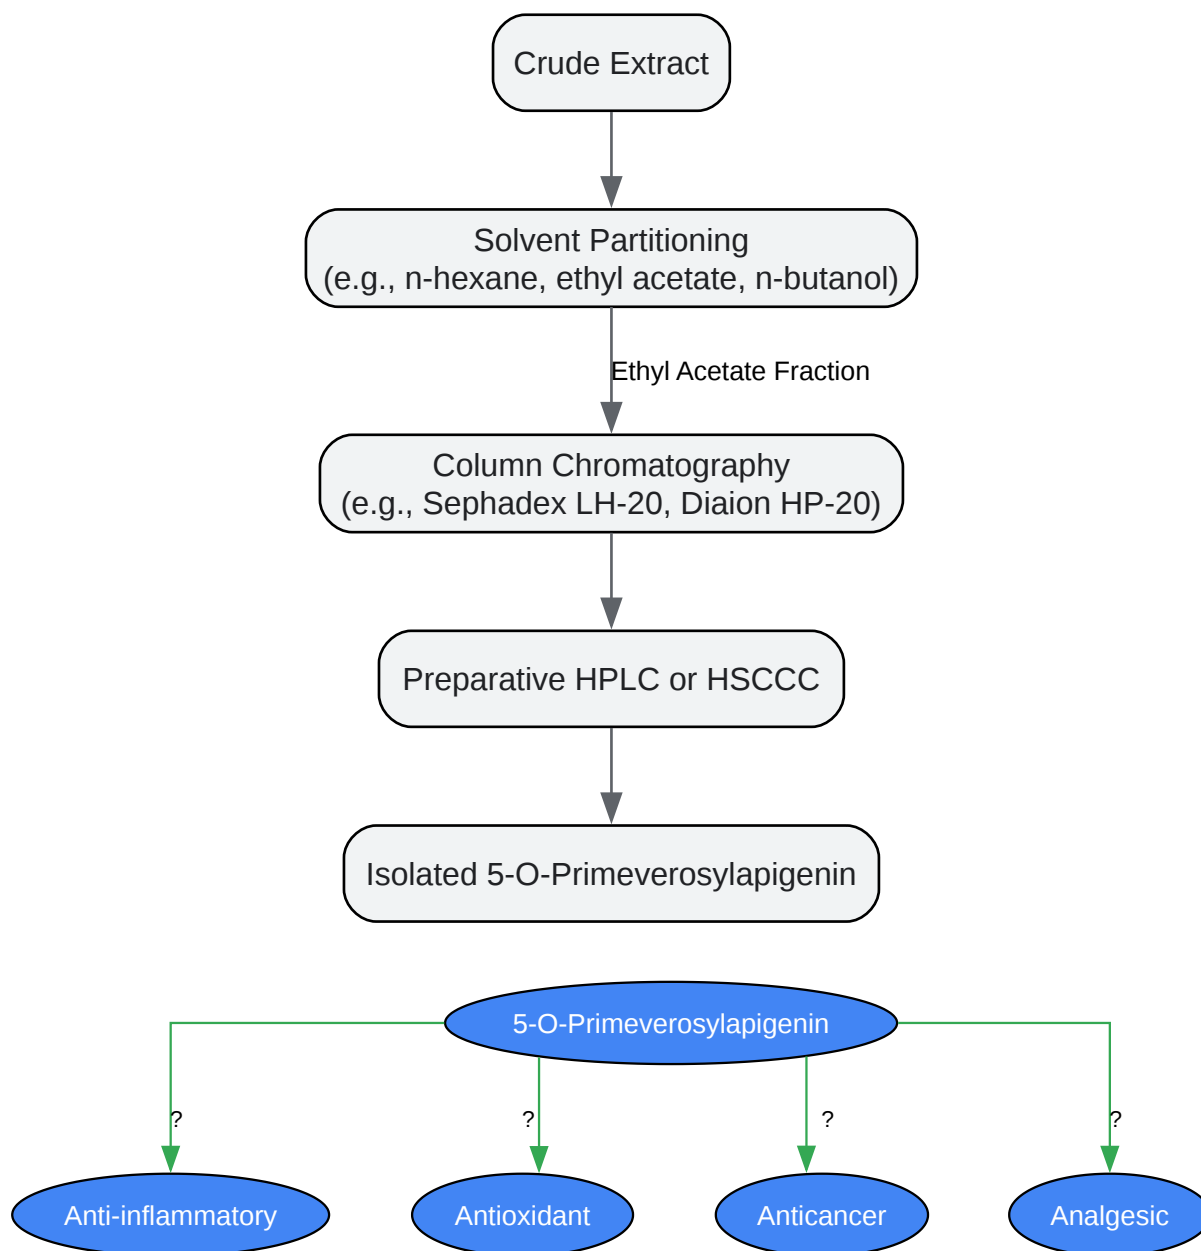 Crude Extract
Solvent Partitioning
(e.g., n-hexane, ethyl acetate, n-butanol)
Ethyl Acetate Fraction
Column Chromatography
(e.g., Sephadex LH-20, Diaion HP-20)
Preparative HPLC or HSCCC
Isolated 5-O-Primeverosylapigenin
5-O-Primeverosylapigenin
? ? ? ?
Anti-inflammatory Antioxidant Anticancer Analgesic